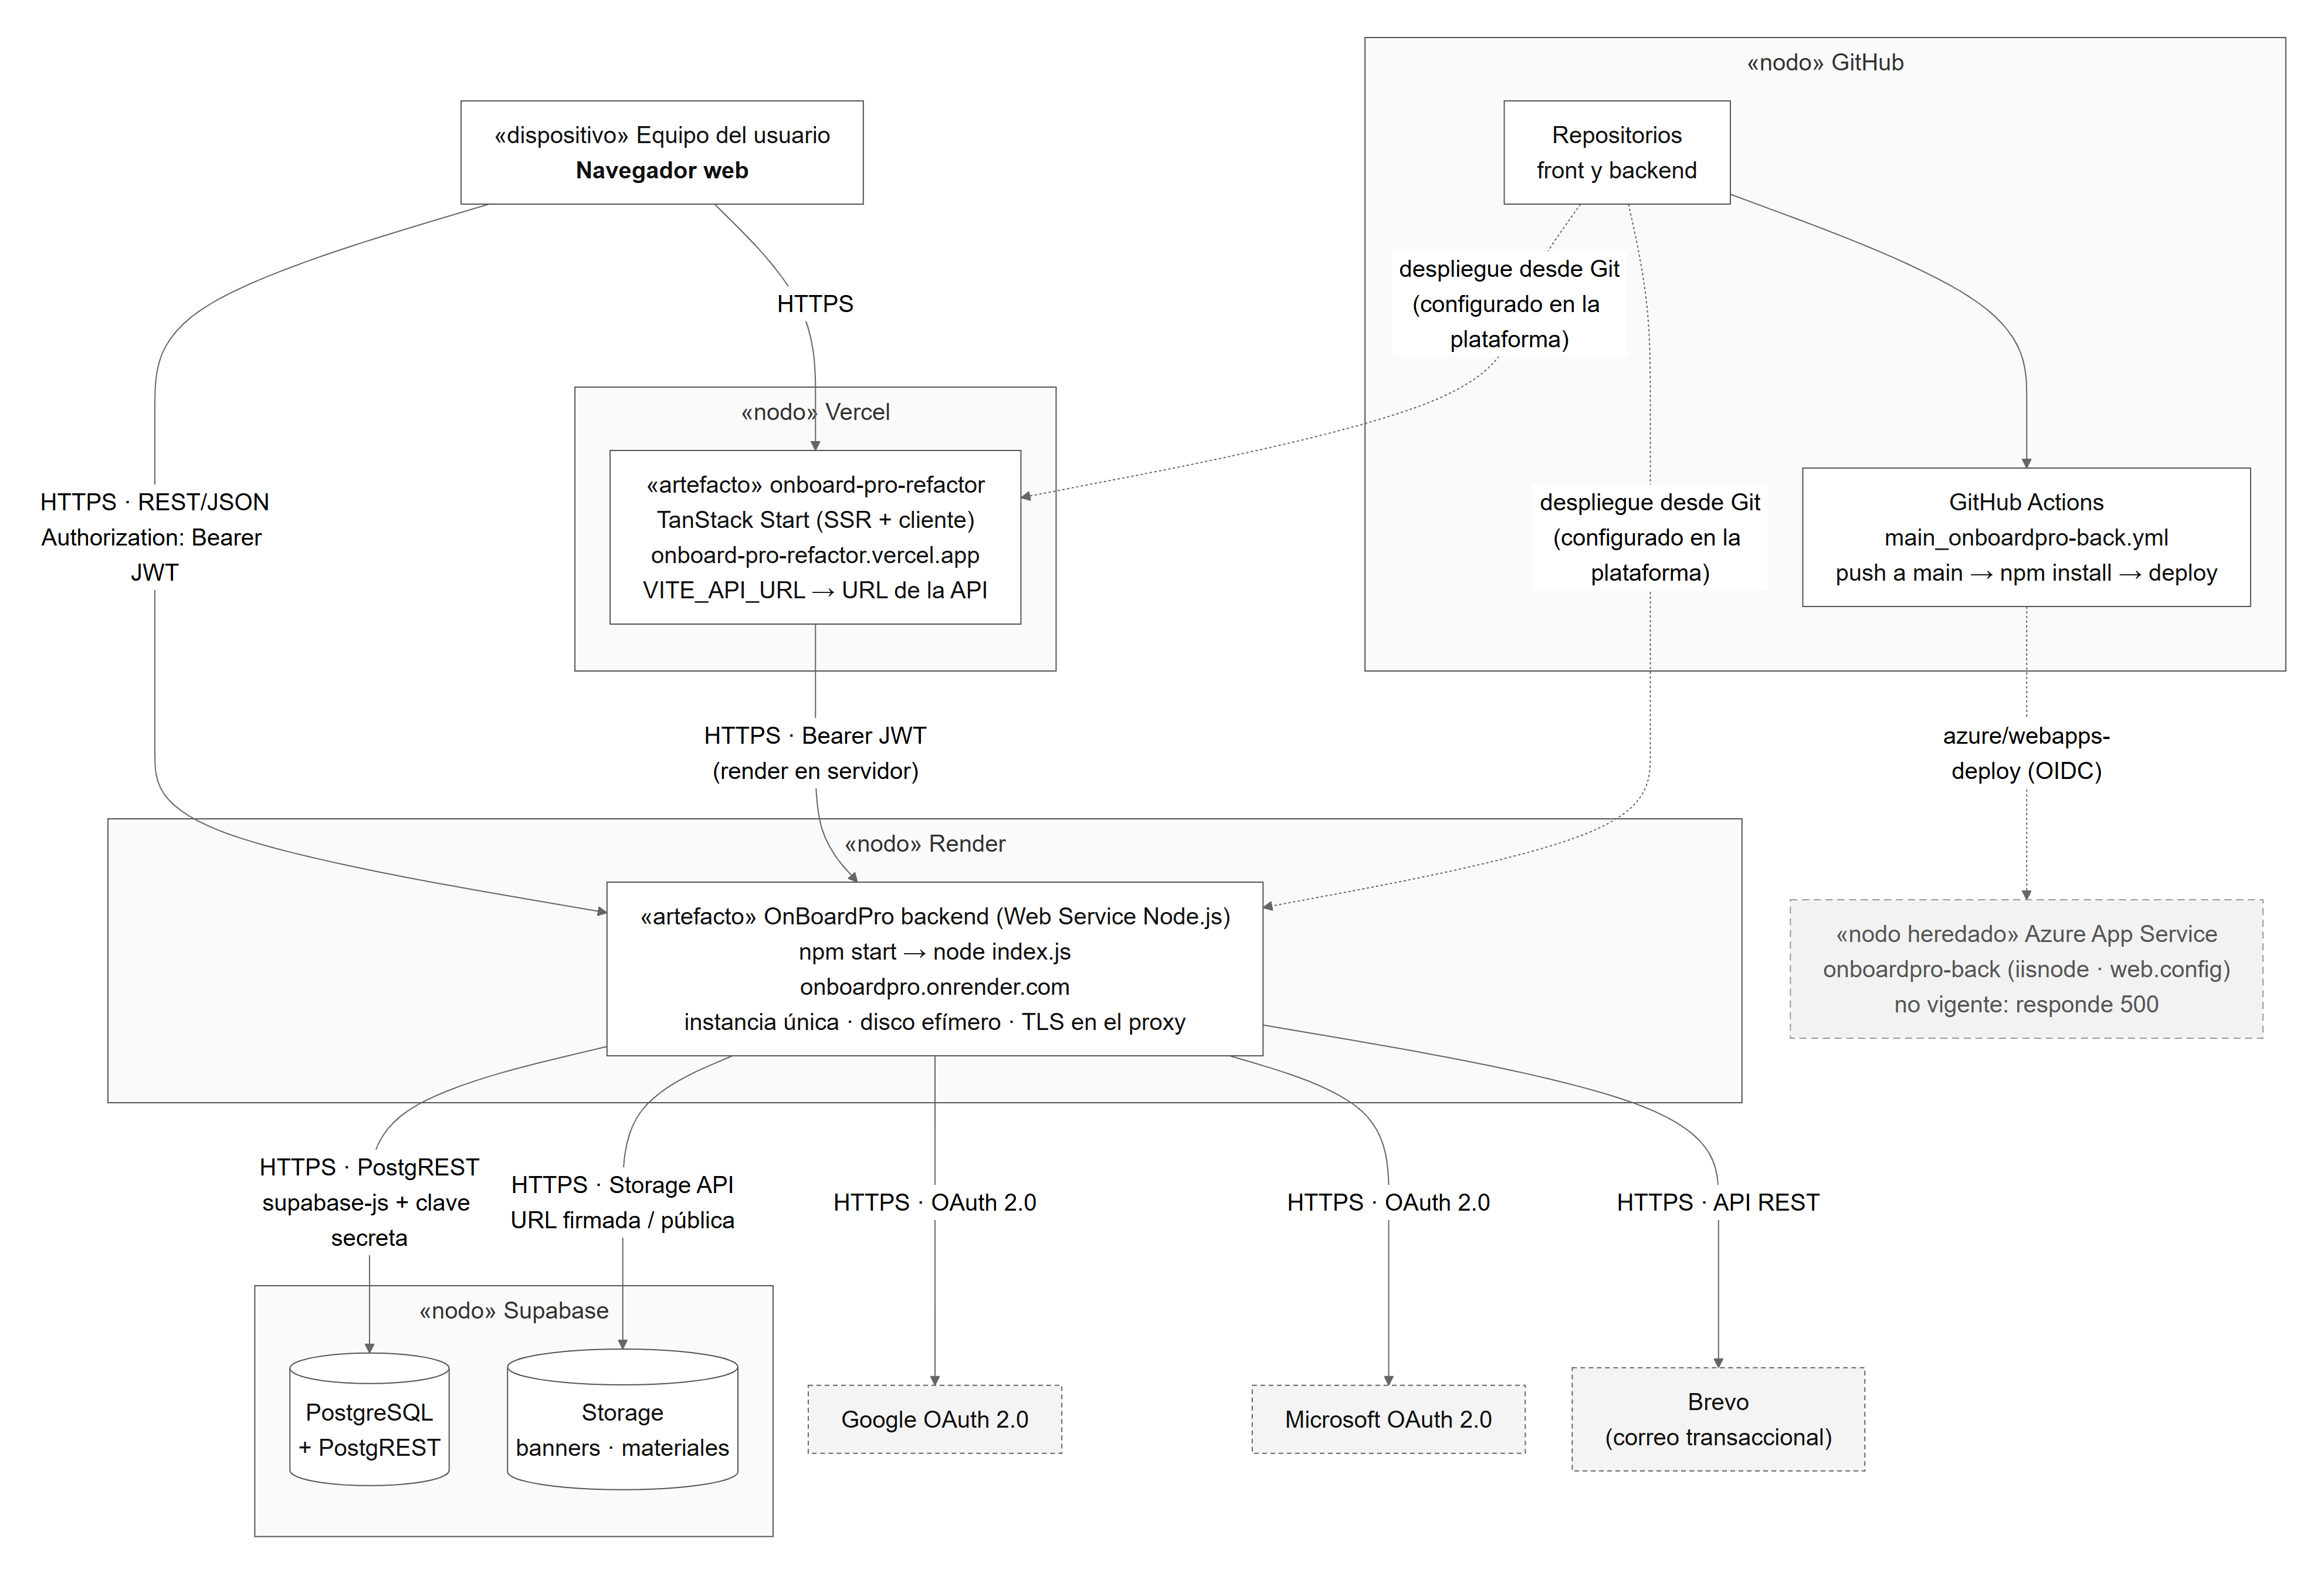 «nodo» GitHub
«dispositivo» Equipo del usuario
Navegador web
Repositorios
front y backend
HTTPS
despliegue desde Git
(configurado en la
plataforma)
«nodo» Vercel
«artefacto» onboard-pro-refactor
TanStack Start (SSR + cliente)
onboard-pro-refactor.vercel.app
VITE_API_URL → URL de la API
HTTPS · REST/JSON
Authorization: Bearer
JWT
despliegue desde Git
(configurado en la
plataforma)
GitHub Actions
main_onboardpro-back.yml
push a main → npm install → deploy
HTTPS · Bearer JWT
(render en servidor)
azure/webapps-
deploy (OIDC)
«nodo» Render
«artefacto» OnBoardPro backend (Web Service Node.js)
npm start → node index.js
onboardpro.onrender.com
instancia única · disco efímero · TLS en el proxy
«nodo heredado» Azure App Service
onboardpro-back (iisnode · web.config)
no vigente: responde 500
HTTPS · PostgREST
supabase-js + clave
secreta
HTTPS · Storage API
URL firmada / pública
HTTPS · OAuth 2.0
HTTPS · OAuth 2.0
HTTPS · API REST
«nodo» Supabase
PostgreSQL
+ PostgREST
Storage
banners · materiales
Google OAuth 2.0
Microsoft OAuth 2.0
Brevo
(correo transaccional)